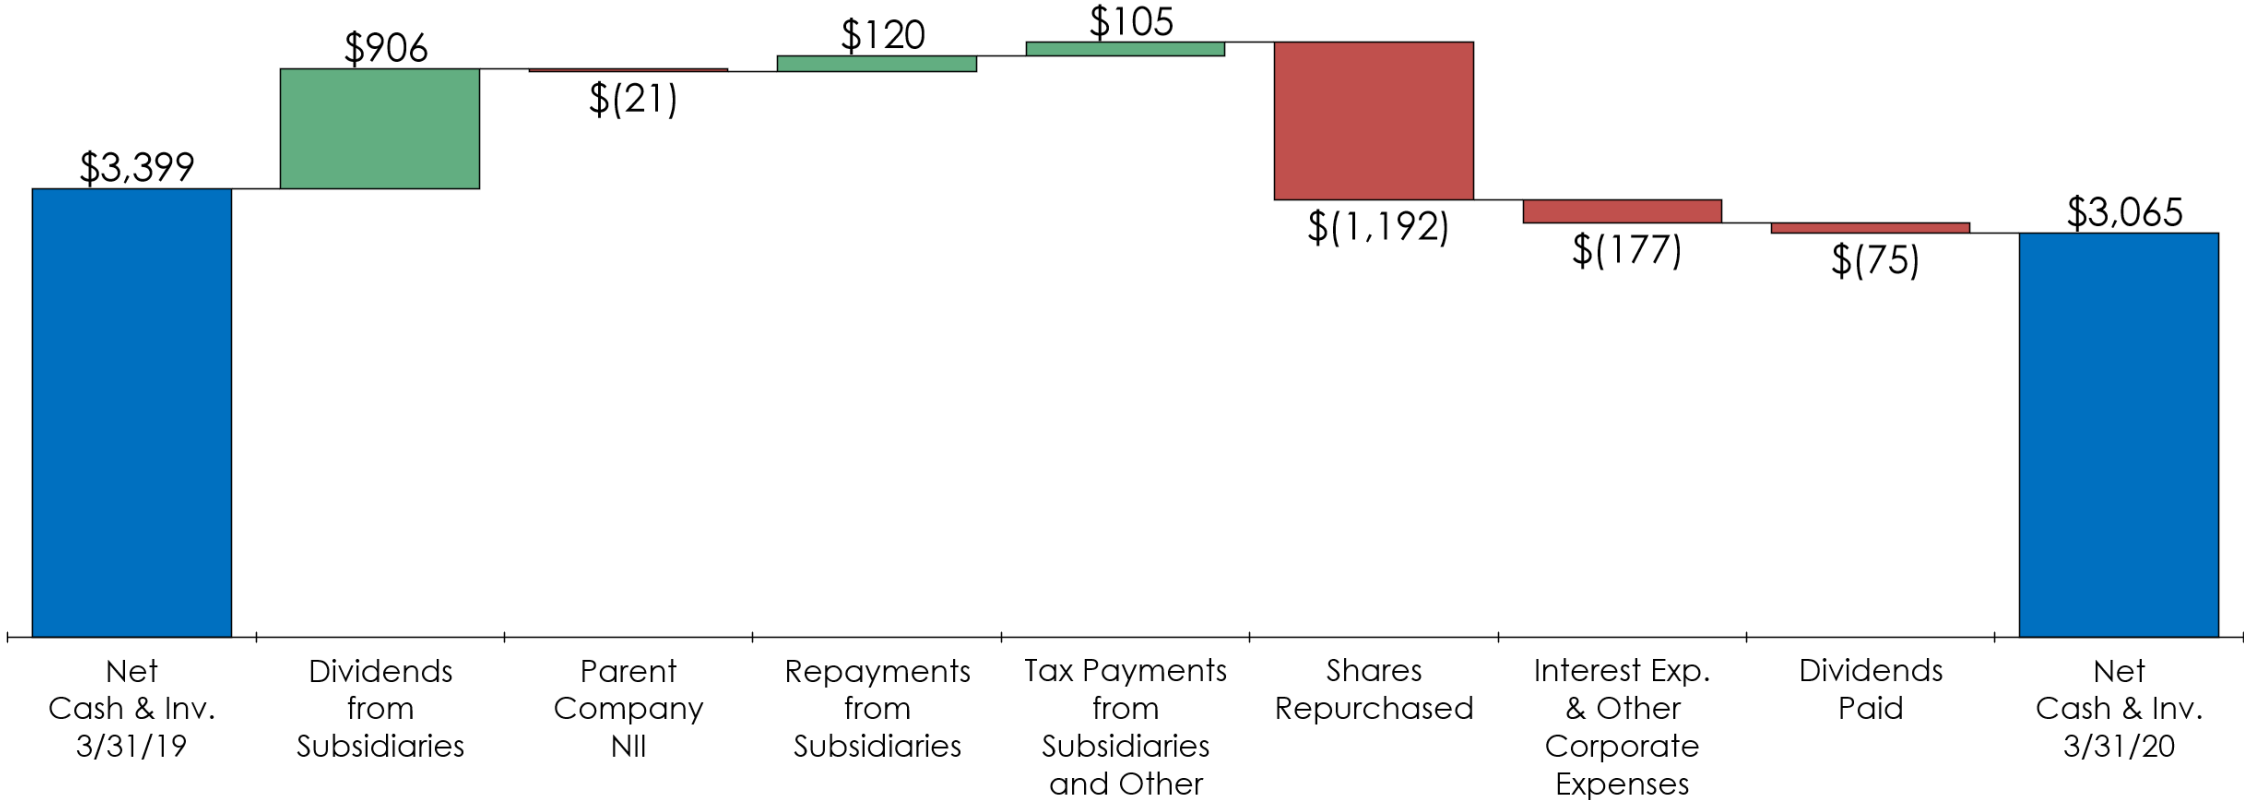 $906
$(21)
$120
$105
$3,399
$(1,192)
$(177)
$(75)
$3,065
Net
Cash & Inv.
3/31/19
Dividends
from
Subsidiaries
Parent
Company
NII
Repayments
from
Subsidiaries
Tax Payments
from
Subsidiaries
and Other
Shares
Repurchased
Interest Exp.
& Other
Corporate
Expenses
Dividends
Paid
Net
Cash & Inv.
3/31/20